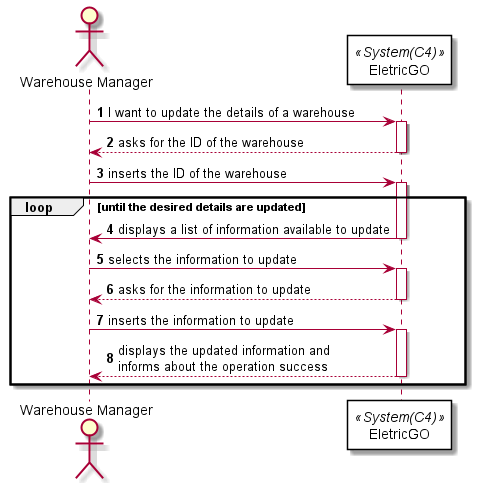 «System(C4)»
EletricGO
Warehouse Manager
1 I want to update the details of a warehouse
2 asks for the ID of the warehouse
3 inserts the ID of the warehouse
loop [until the desired details are updated]
4 displays a list of information available to update
5 selects the information to update
6 asks for the information to update
7 inserts the information to update
8 displays the updated information and
informs about the operation success
Warehouse Manager
«System(C4)»
EletricGO